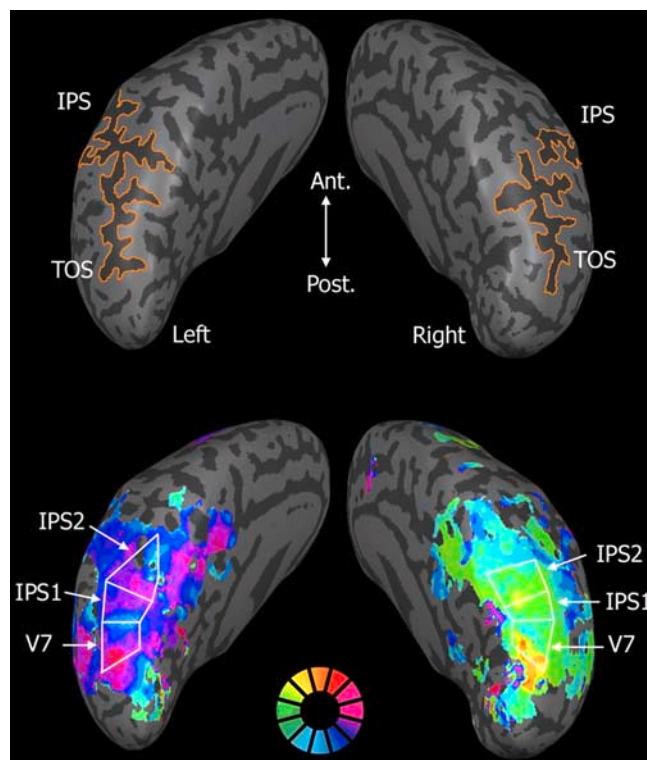 IPS
IPS
Ant.
TOS
TOS
Post.
Left
Right
IPS2
IPS2
IPS1
IPS1
V7
V7